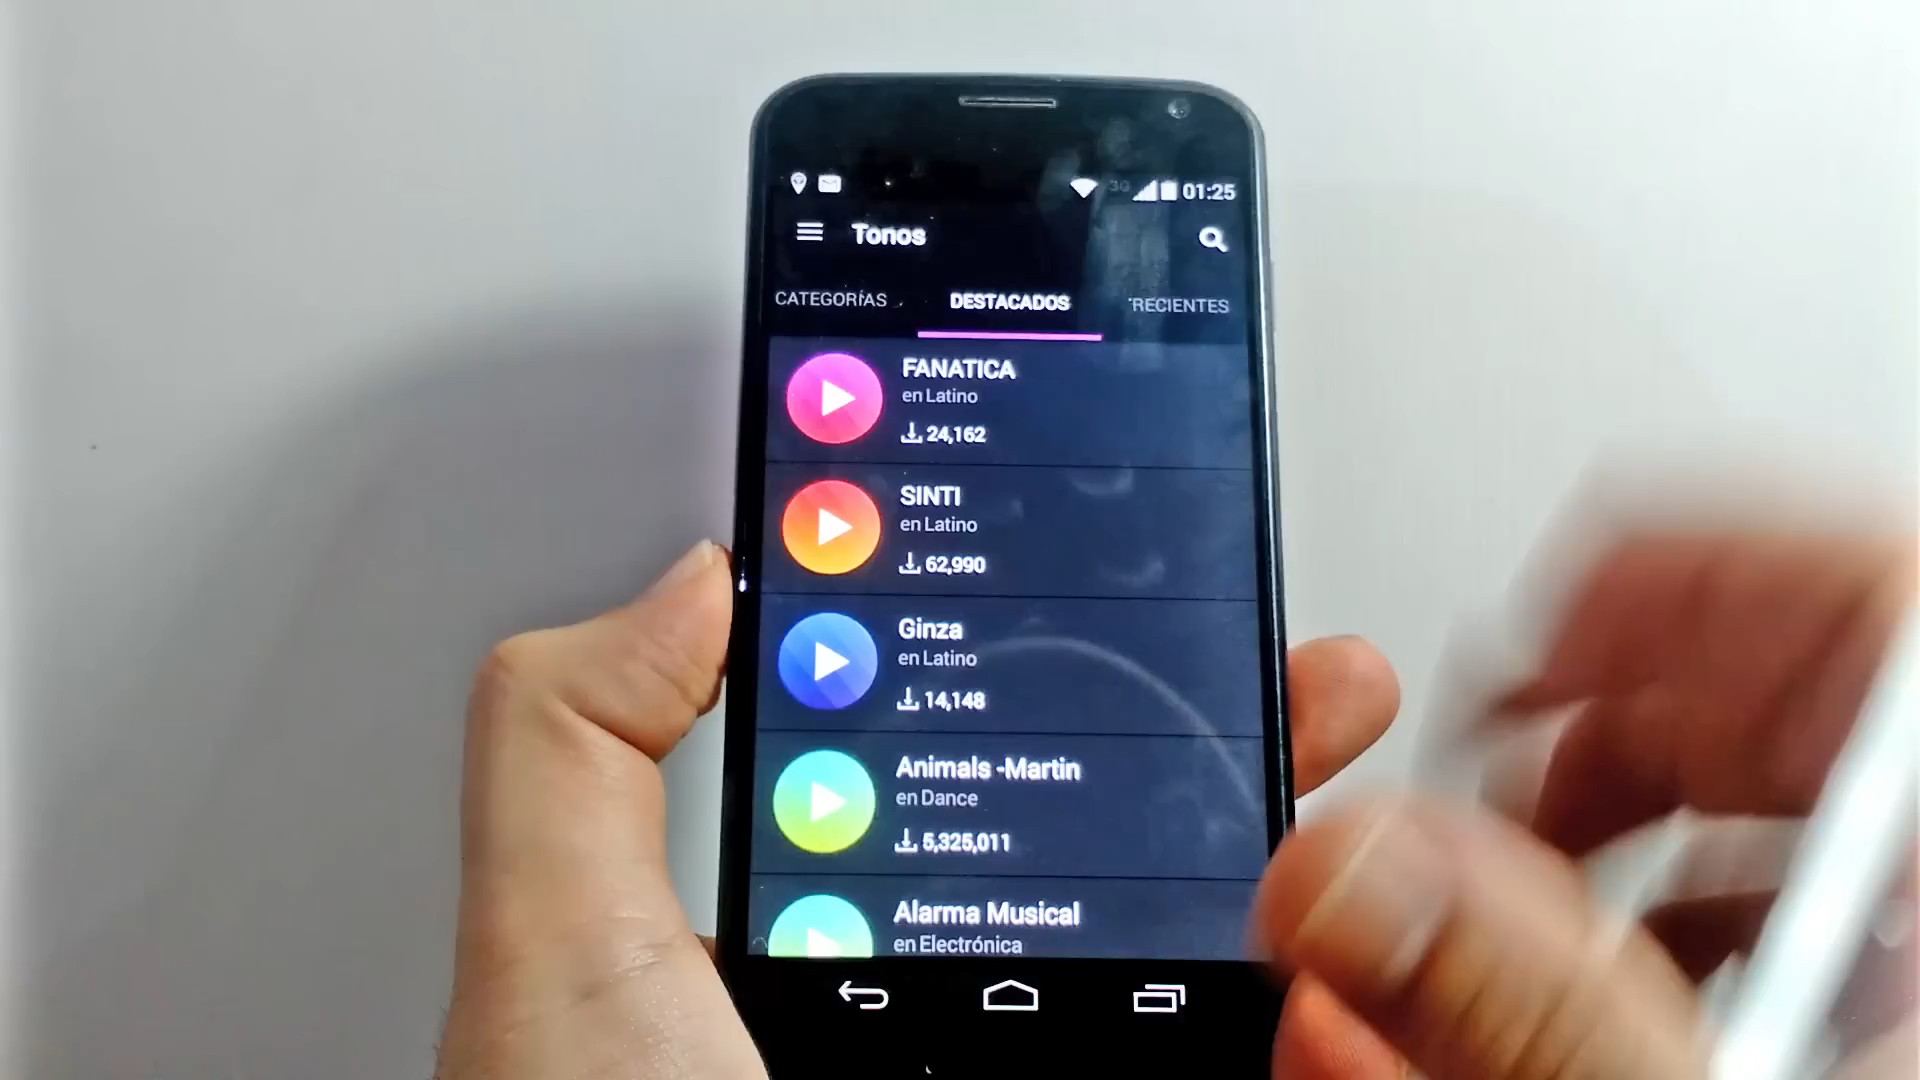 3G 01:25
Tonos
CATEGORÍAS DESTACADOS RECIENTES
FANATICA
en Latino
24,162
SINTI
en Latino
62,990
Ginza
en Latino
14,148
Animals -Martin
en Dance
5,325,011
Alarma Musical
en Electrónica